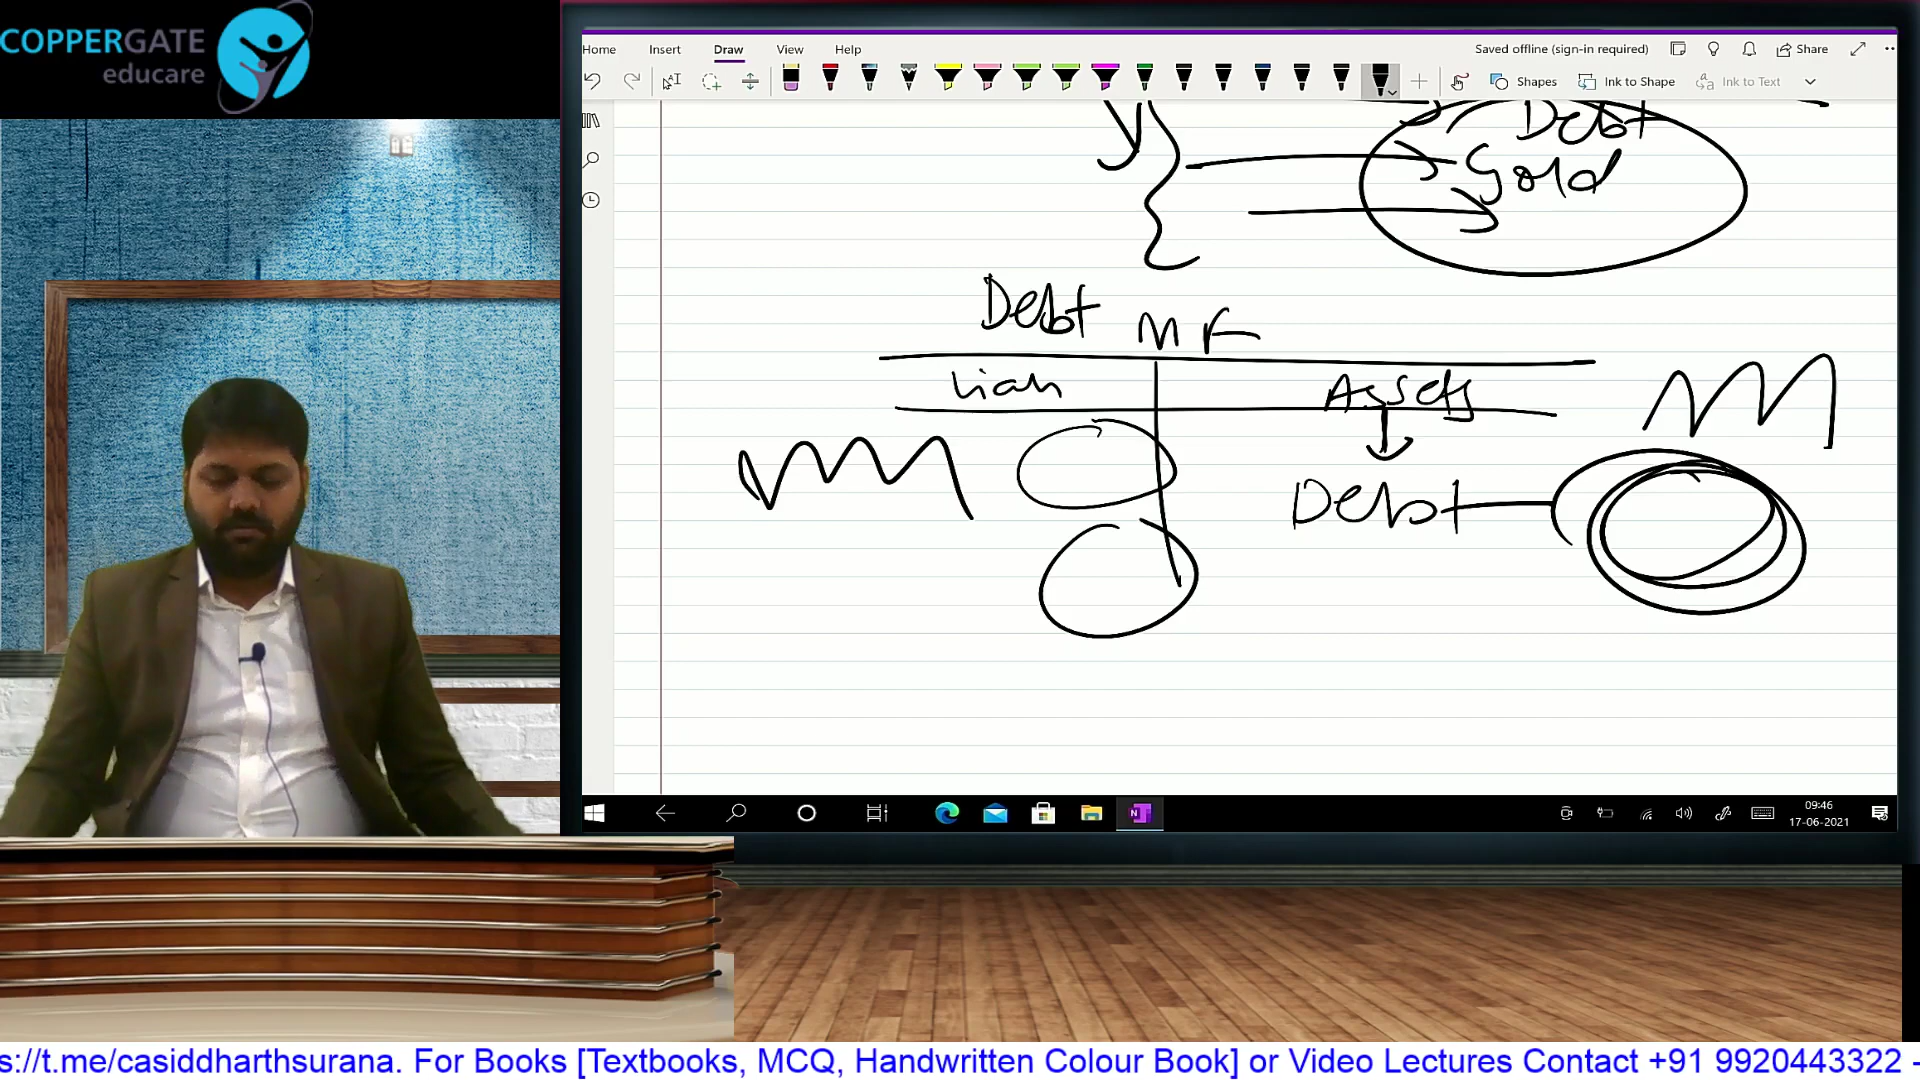 COPPERGATE
educare
Home Insert Draw View Help
Saved offline (sign-in required) Share
Shapes Ink to Shape Ink to Text
Debt
Gold
Debt MF
Liab Assets
Debt
09:46
17-06-2021
s://t.me/casiddharthsurana. For Books [Textbooks, MCQ, Handwritten Colour Book] or Video Lectures Contact +91 9920443322 -